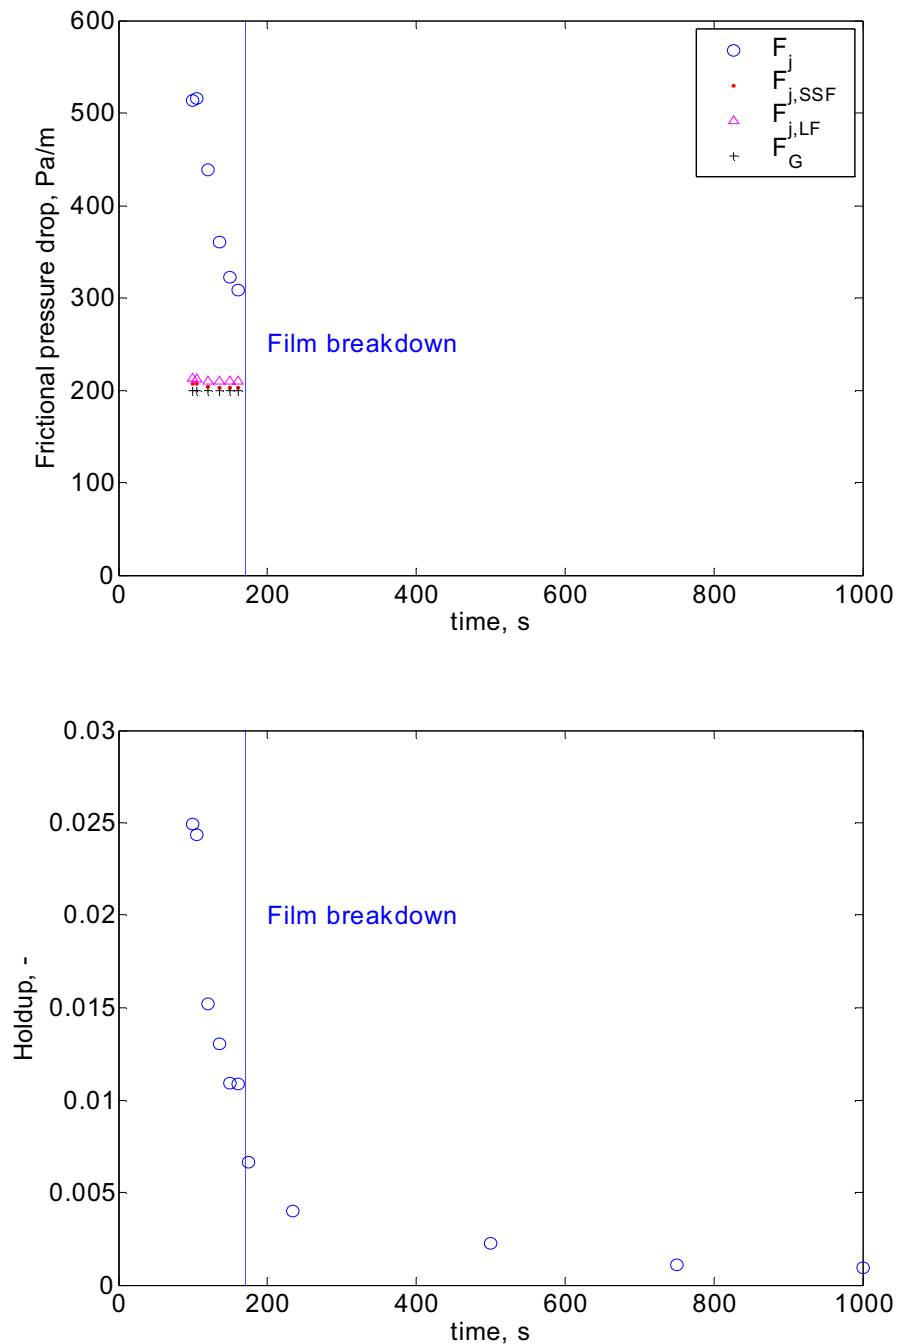 600
500
400
300
200
100
0
Frictional pressure drop, Pa/m
F_j
F_j,SSF
F_j,LF
F_G
Film breakdown
0 200 400 600 800 1000
time, s
0.03
0.025
0.02
0.015
0.01
0.005
0
Holdup, -
Film breakdown
0 200 400 600 800 1000
time, s